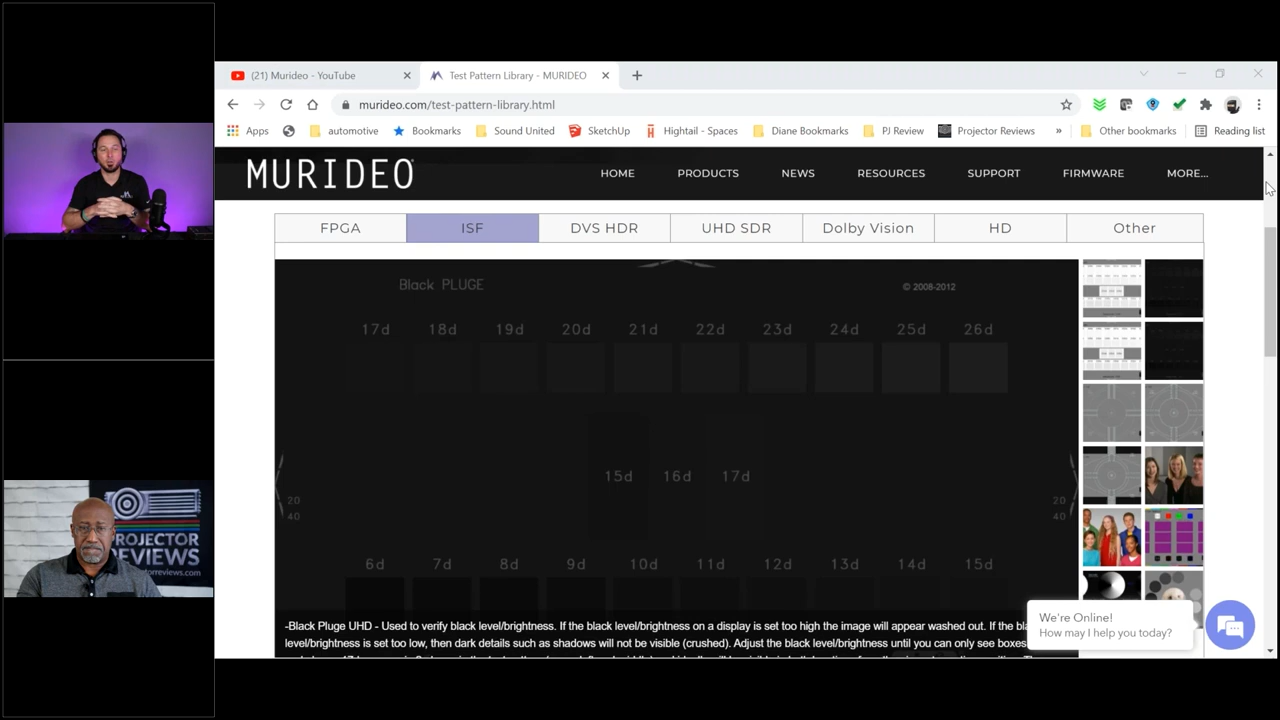 (21) Murideo - YouTube
Test Pattern Library - MURIDEO
murideo.com/test-pattern-library.html
Apps automotive Bookmarks Sound United SketchUp Hightail - Spaces Diane Bookmarks PJ Review Projector Reviews » Other bookmarks Reading list
MURIDEO HOME PRODUCTS NEWS RESOURCES SUPPORT FIRMWARE MORE...
FPGA ISF DVS HDR UHD SDR Dolby Vision HD Other
Black PLUGE © 2008-2012
17d 18d 19d 20d 21d 22d 23d 24d 25d 26d
15d 16d 17d
20 20
40 40
6d 7d 8d 9d 10d 11d 12d 13d 14d 15d
-Black Pluge UHD - Used to verify black level/brightness. If the black level/brightness on a display is set too high the image will appear washed out. If the
level/brightness is set too low, then dark details such as shadows will not be visible (crushed). Adjust the black level/brightness until you can only see boxes
We're Online!
How may I help you today?
PROJECTOR
REVIEWS